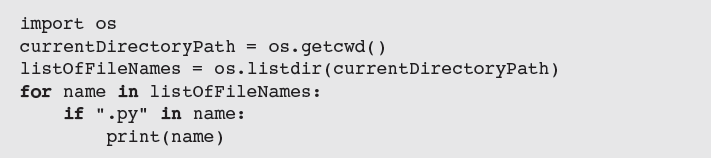 import os
currentDirectoryPath = os.getcwd()
listOfFileNames = os.listdir(currentDirectoryPath)
for name in listOfFileNames:
    if ".py" in name:
        print(name)